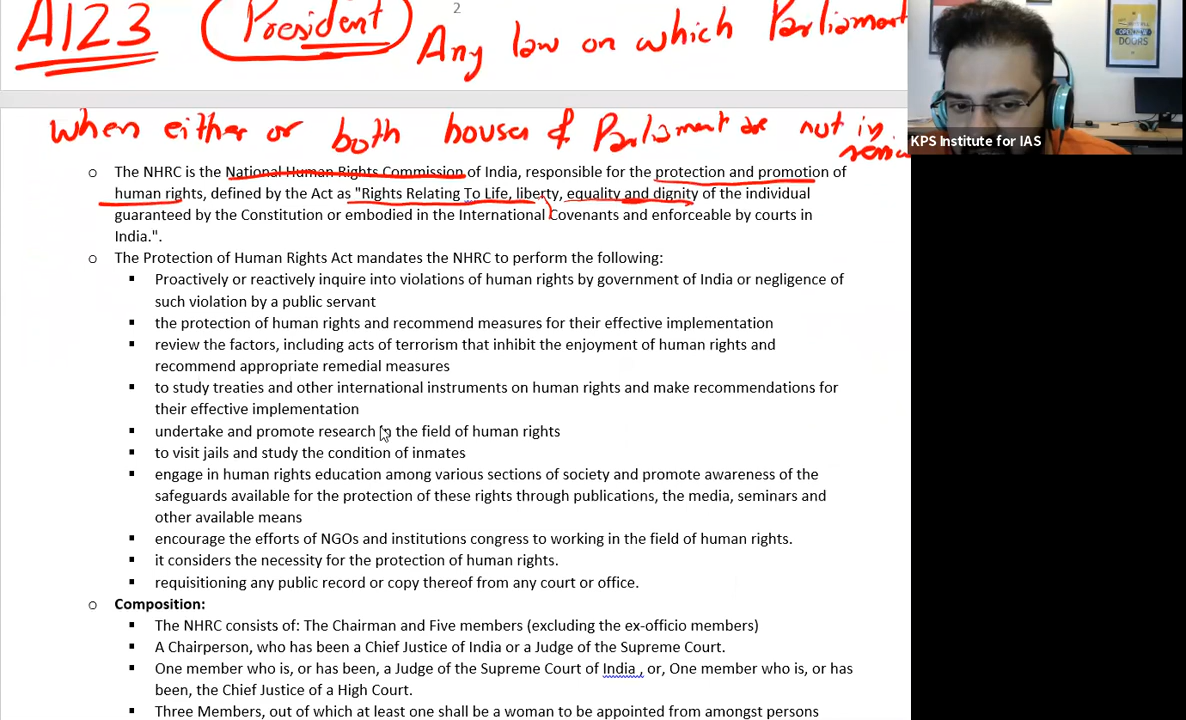 2
A123 President Any law on which Parliament
when either or both houses of Parliament are not in session
KPS Institute for IAS
OPEN NEW
DOORS
o The NHRC is the National Human Rights Commission of India, responsible for the protection and promotion of
human rights, defined by the Act as "Rights Relating To Life, liberty, equality and dignity of the individual
guaranteed by the Constitution or embodied in the International Covenants and enforceable by courts in
India.".
o The Protection of Human Rights Act mandates the NHRC to perform the following:
▪ Proactively or reactively inquire into violations of human rights by government of India or negligence of
such violation by a public servant
▪ the protection of human rights and recommend measures for their effective implementation
▪ review the factors, including acts of terrorism that inhibit the enjoyment of human rights and
recommend appropriate remedial measures
▪ to study treaties and other international instruments on human rights and make recommendations for
their effective implementation
▪ undertake and promote research in the field of human rights
▪ to visit jails and study the condition of inmates
▪ engage in human rights education among various sections of society and promote awareness of the
safeguards available for the protection of these rights through publications, the media, seminars and
other available means
▪ encourage the efforts of NGOs and institutions congress to working in the field of human rights.
▪ it considers the necessity for the protection of human rights.
▪ requisitioning any public record or copy thereof from any court or office.
o Composition:
▪ The NHRC consists of: The Chairman and Five members (excluding the ex-officio members)
▪ A Chairperson, who has been a Chief Justice of India or a Judge of the Supreme Court.
▪ One member who is, or has been, a Judge of the Supreme Court of India , or, One member who is, or has
been, the Chief Justice of a High Court.
▪ Three Members, out of which at least one shall be a woman to be appointed from amongst persons